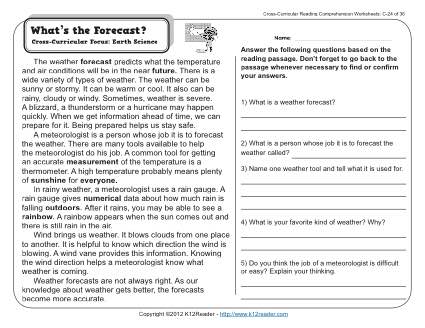 Cross-Curricular Reading Comprehension Worksheets: C-24 of 36
What's the Forecast?
Cross-Curricular Focus: Earth Science
Name:
The weather forecast predicts what the temperature
and air conditions will be in the near future. There is a
wide variety of types of weather. The weather can be
sunny or stormy. It can be warm or cool. It also can be
rainy, cloudy or windy. Sometimes, weather is severe.
A blizzard, a thunderstorm or a hurricane may happen
quickly. When we get information ahead of time, we can
prepare for it. Being prepared helps us stay safe.
A meteorologist is a person whose job it is to forecast
the weather. There are many tools available to help
the meteorologist do his job. A common tool for getting
an accurate measurement of the temperature is a
thermometer. A high temperature probably means plenty
of sunshine for everyone.
In rainy weather, a meteorologist uses a rain gauge. A
rain gauge gives numerical data about how much rain is
falling outdoors. After it rains, you may be able to see a
rainbow. A rainbow appears when the sun comes out and
there is still rain in the air.
Wind brings us weather. It blows clouds from one place
to another. It is helpful to know which direction the wind is
blowing. A wind vane provides this information. Knowing
the wind direction helps a meteorologist know what
weather is coming.
Weather forecasts are not always right. As our
knowledge about weather gets better, the forecasts
become more accurate.
Answer the following questions based on the
reading passage. Don't forget to go back to the
passage whenever necessary to find or confirm
your answers.
1) What is a weather forecast?
2) What is a person whose job it is to forecast the
weather called?
3) Name one weather tool and tell what it is used for.
4) What is your favorite kind of weather? Why?
5) Do you think the job of a meteorologist is difficult
or easy? Explain your thinking.
Copyright ©2012 K12Reader - http://www.k12reader.com